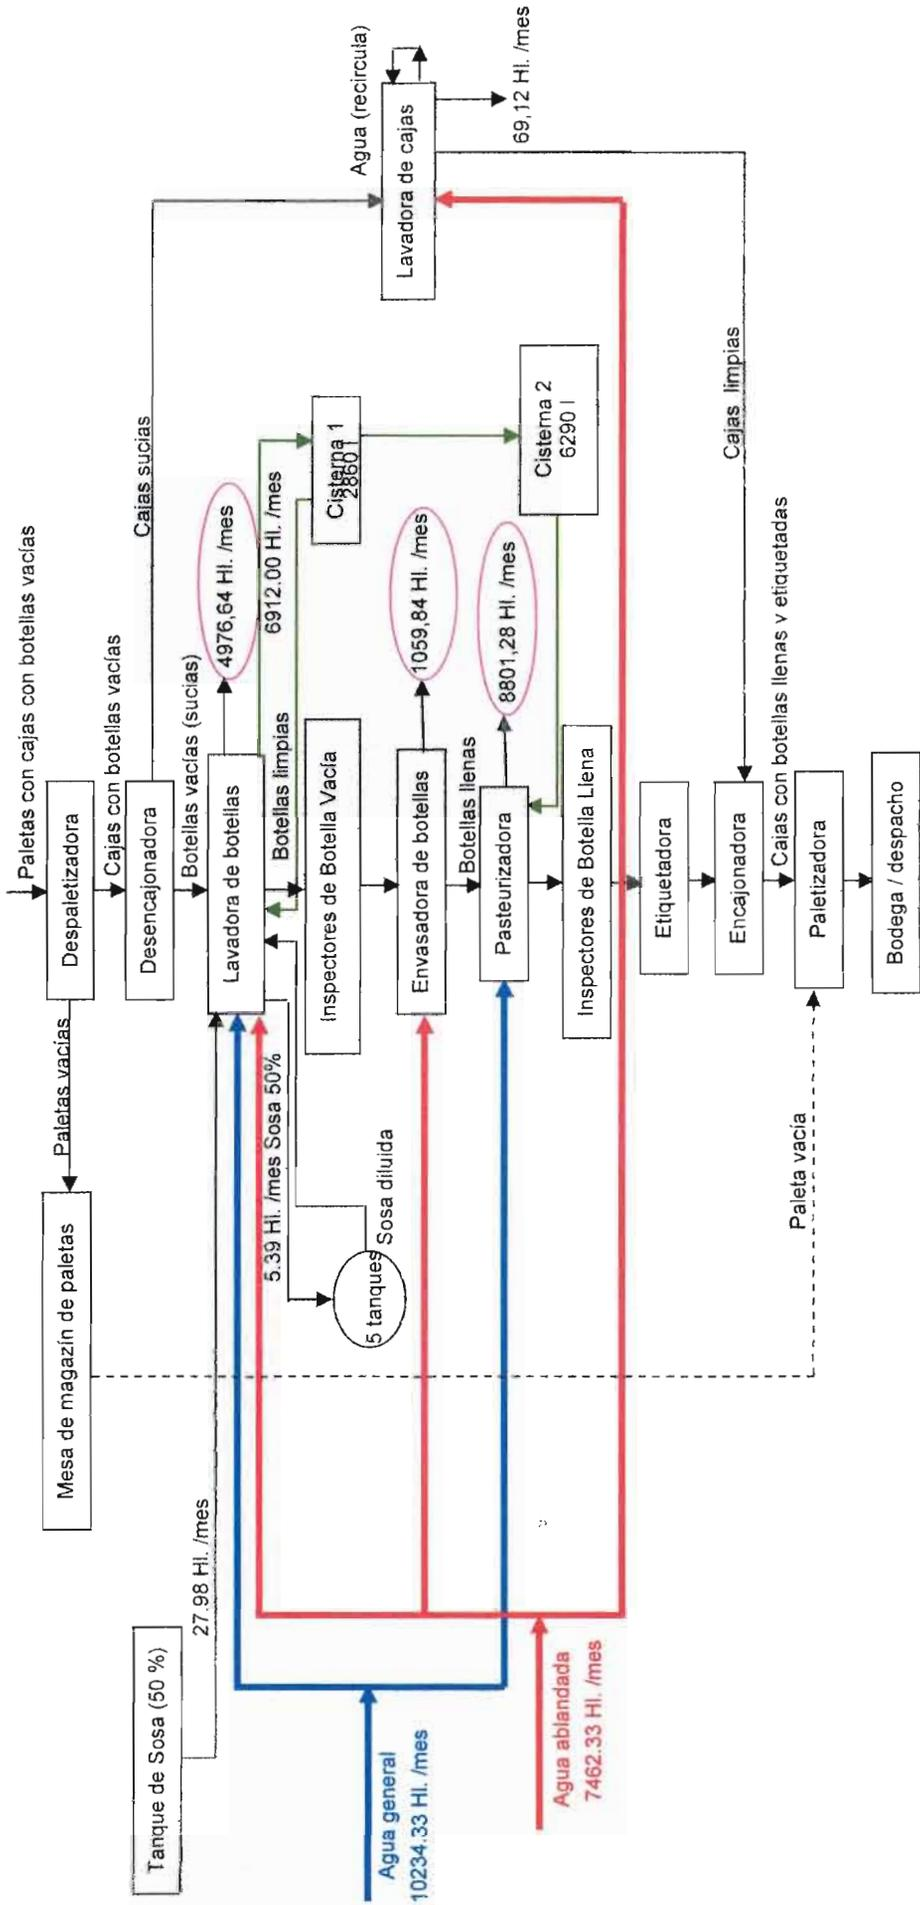 Paletas con cajas con botellas vacías
Despaletizadora
Paletas vacías
Mesa de magazín de paletas
Cajas con botellas vacías
Desencajonadora
Cajas sucias
Tanque de Sosa (50 %)
27.98 Hl. /mes
Botellas vacías (sucias)
Lavadora de botellas
4976,64 Hl. /mes
6912.00 Hl. /mes
5.39 Hl. /mes Sosa 50%
Botellas limpias
Inspectores de Botella Vacía
Cisterna 1
2860 l
5 tanques
Sosa diluida
Agua (recircula)
Lavadora de cajas
69,12 Hl. /mes
Agua general
10234.33 Hl. /mes
Envasadora de botellas
1059,84 Hl. /mes
Botellas llenas
Pasteurizadora
8801,28 Hl. /mes
Cisterna 2
6290 l
Agua ablandada
7462.33 Hl. /mes
Inspectores de Botella Llena
Etiquetadora
Cajas limpias
Encajonadora
Cajas con botellas llenas y etiquetadas
Paleta vacía
Paletizadora
Bodega / despacho